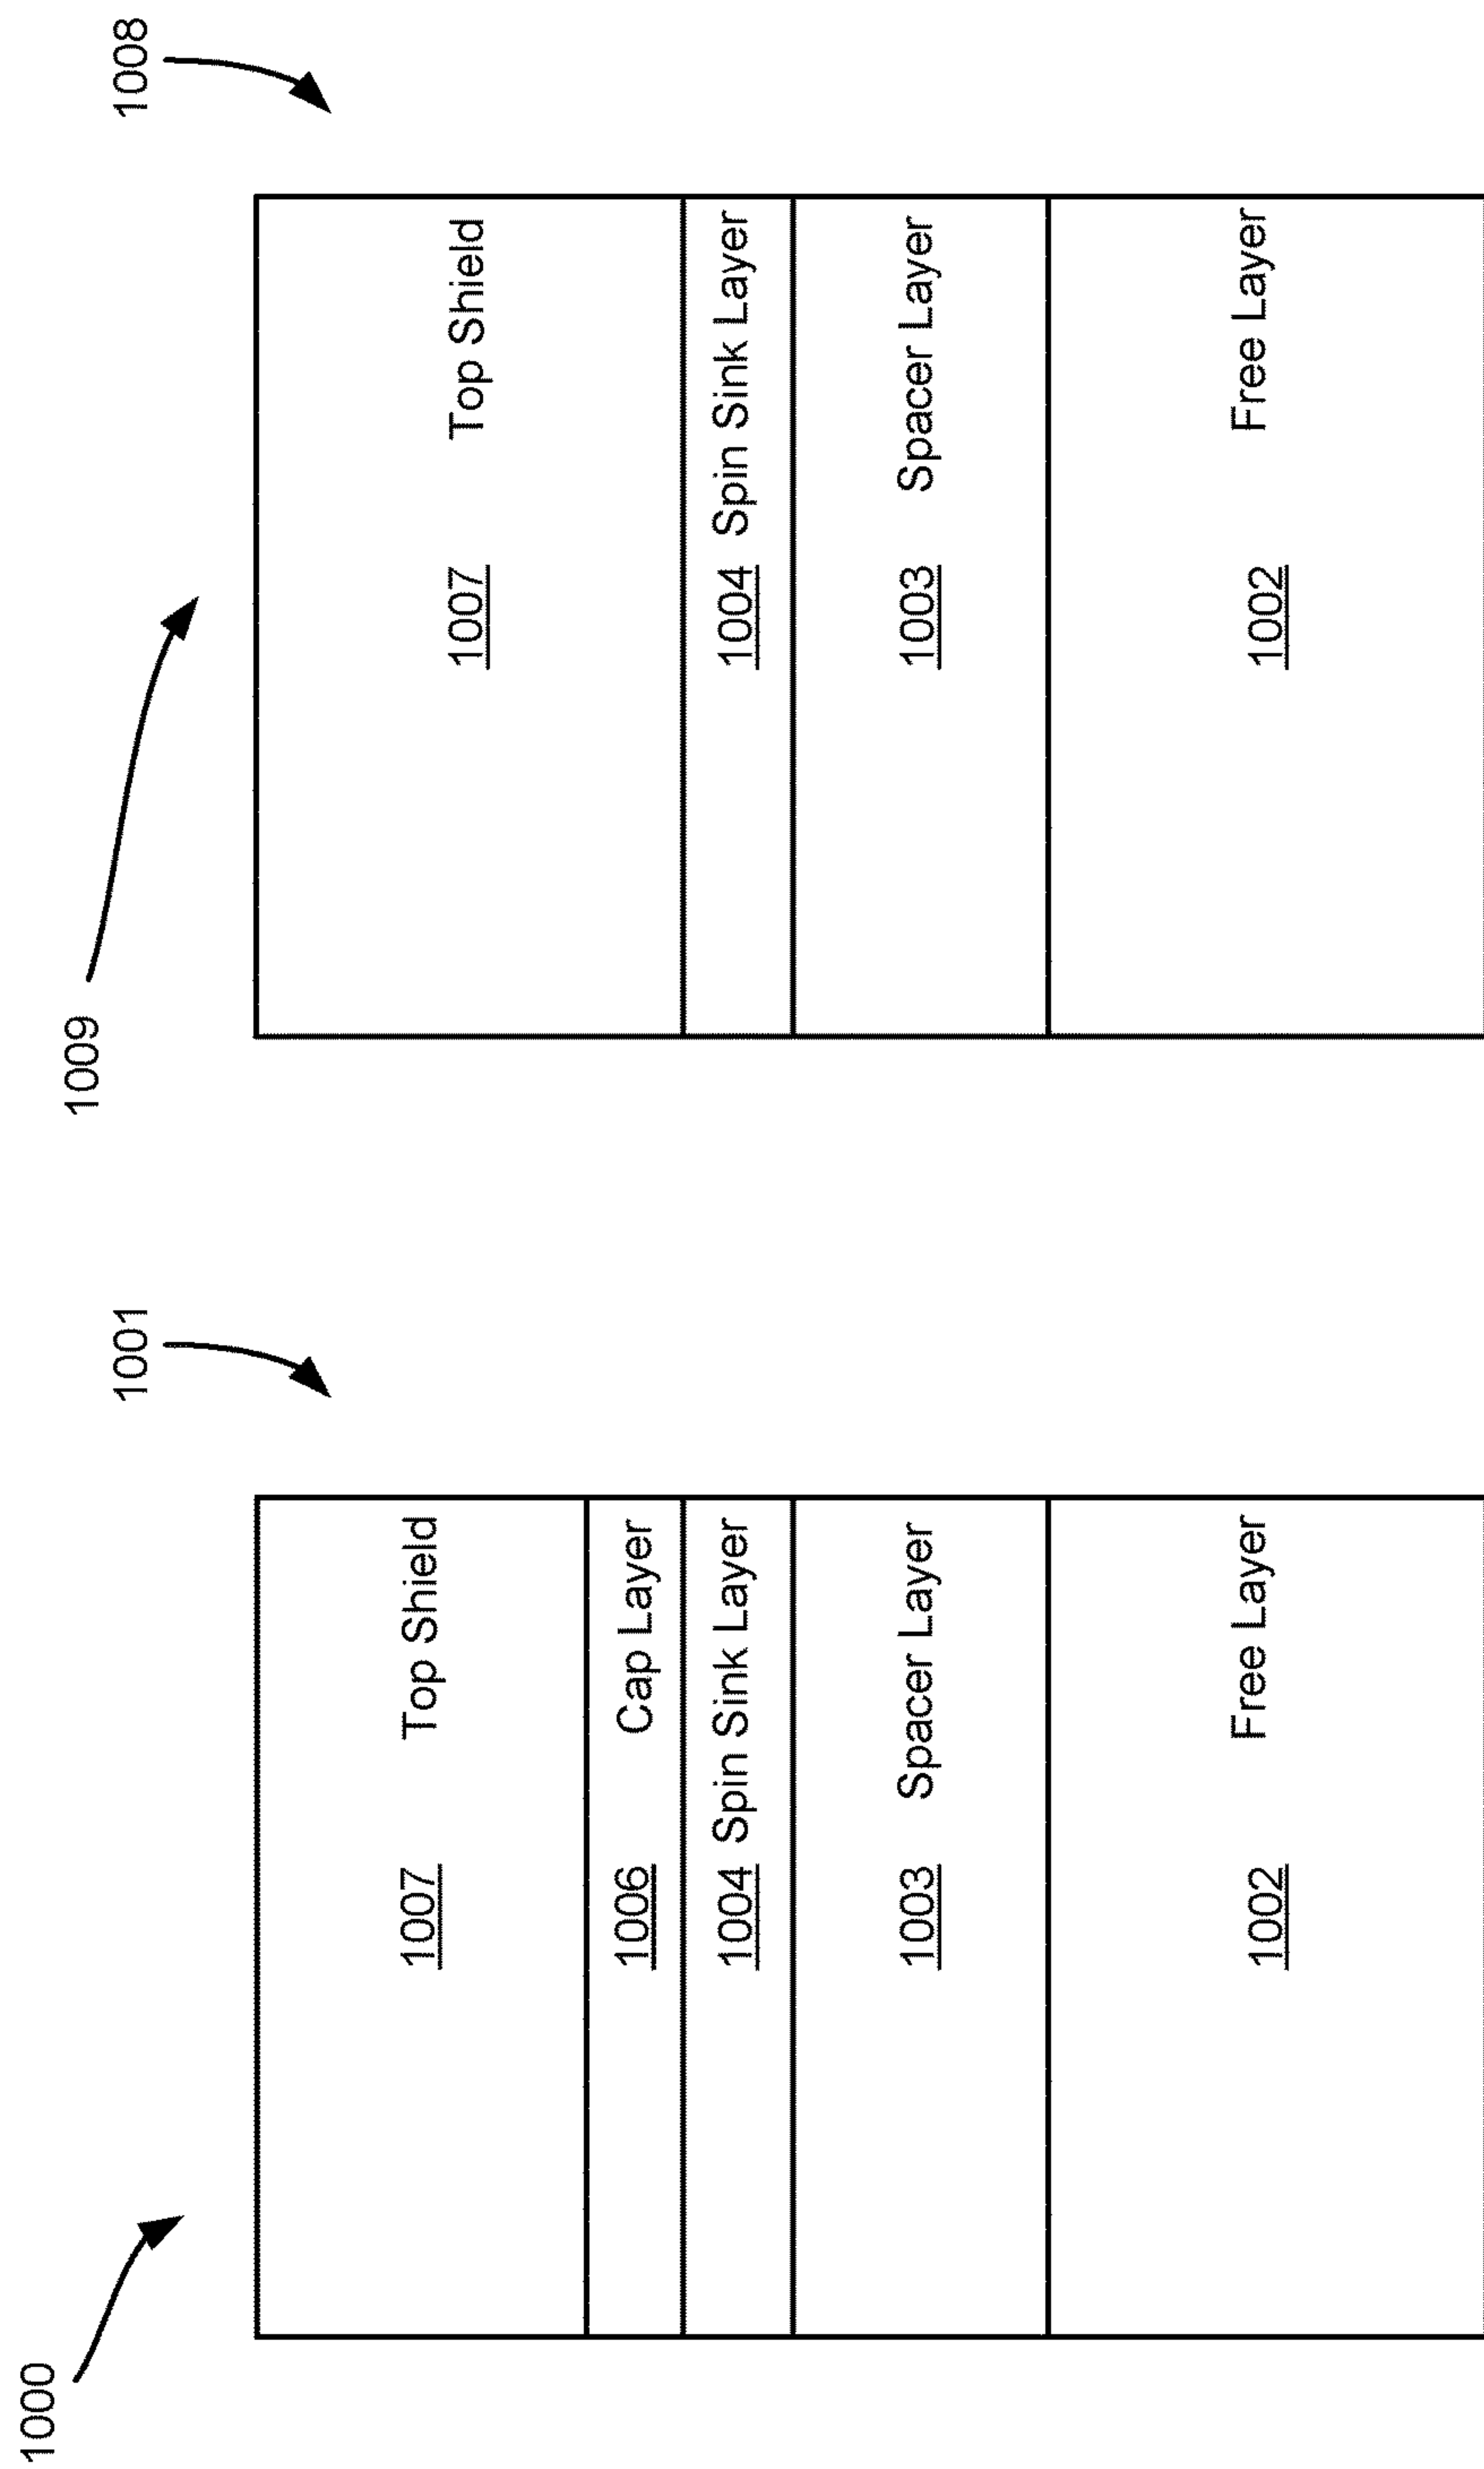 1000
1001
1007 Top Shield
1006 Cap Layer
1004 Spin Sink Layer
1003 Spacer Layer
1002 Free Layer
1009
1008
1007 Top Shield
1004 Spin Sink Layer
1003 Spacer Layer
1002 Free Layer